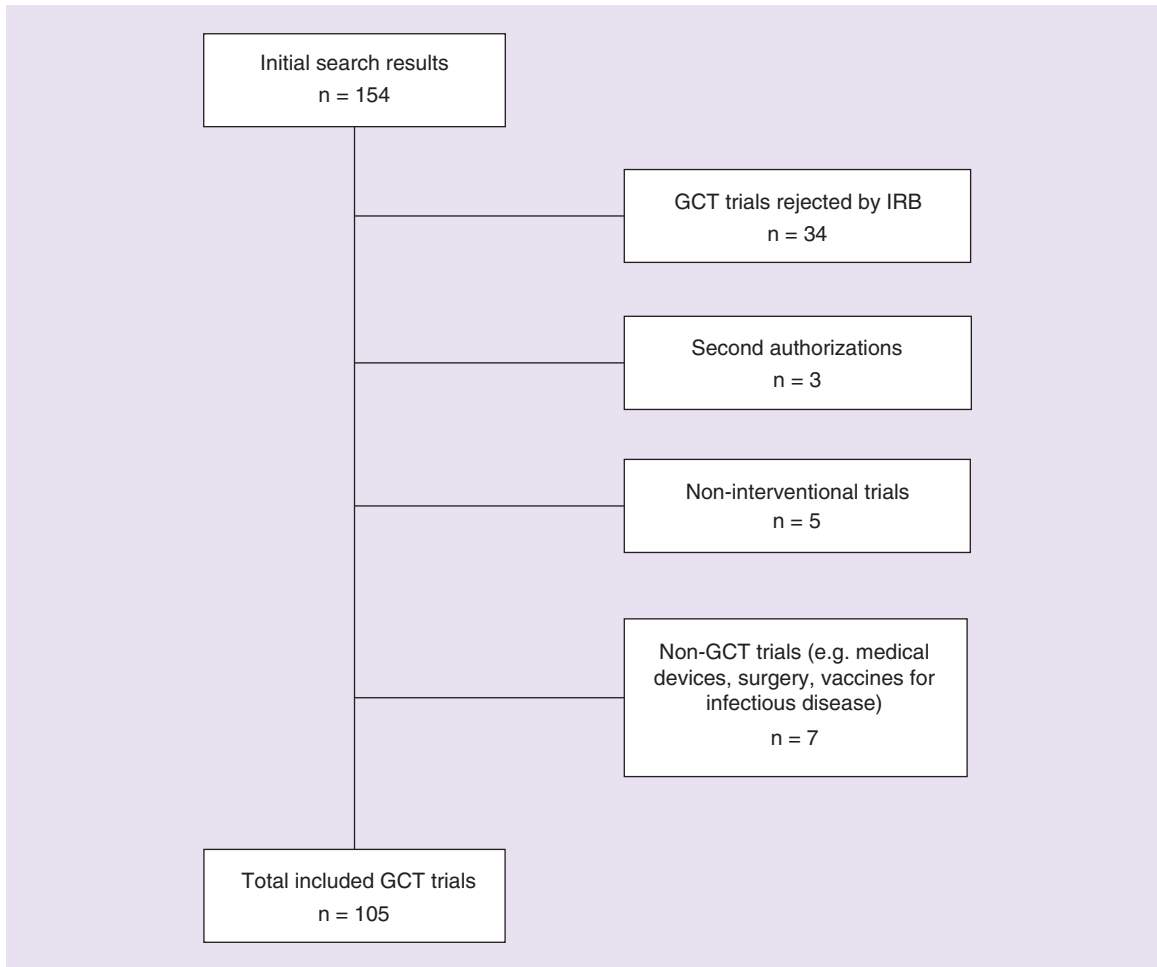 Initial search results
n = 154
GCT trials rejected by IRB
n = 34
Second authorizations
n = 3
Non-interventional trials
n = 5
Non-GCT trials (e.g. medical
devices, surgery, vaccines for
infectious disease)
n = 7
Total included GCT trials
n = 105